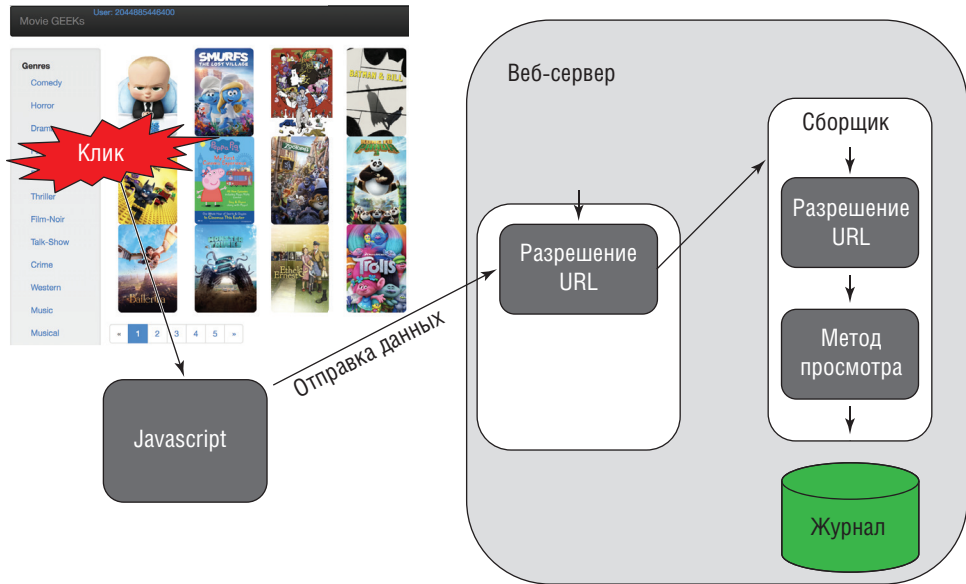 Movie GEEKs
User: 2044885446400
Genres
Comedy
Horror
Клик
Thriller
Film-Noir
Talk-Show
Crime
Western
Music
Musical
SMURFS
THE LOST VILLAGE
Ballerina
Trolls
« 1 2 3 4 5 »
Javascript
Отправка данных
Веб-сервер
Разрешение
URL
Сборщик
Разрешение
URL
Метод
просмотра
Журнал